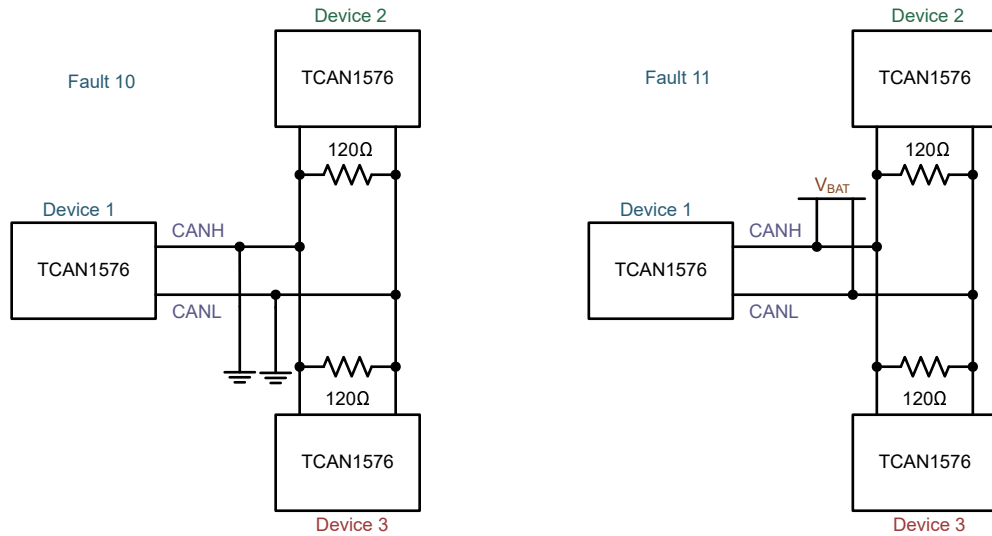 Device 2
TCAN1576
Fault 10
120Ω
Device 1
CANH
TCAN1576
CANL
120Ω
TCAN1576
Device 3
Device 2
TCAN1576
Fault 11
120Ω
VBAT
Device 1
CANH
TCAN1576
CANL
120Ω
TCAN1576
Device 3